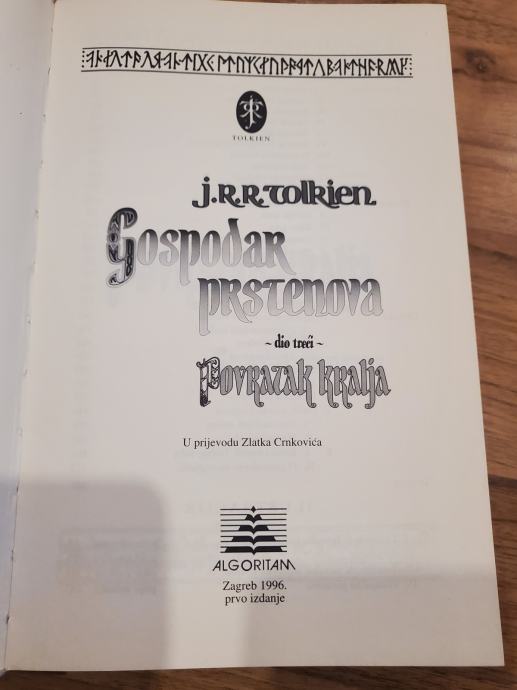 TOLKIEN
J.R.R. Tolkien
Gospodar
prstenova
~ dio treći ~
Povratak kralja
U prijevodu Zlatka Crnkovića
ALGORITAM
Zagreb 1996.
prvo izdanje